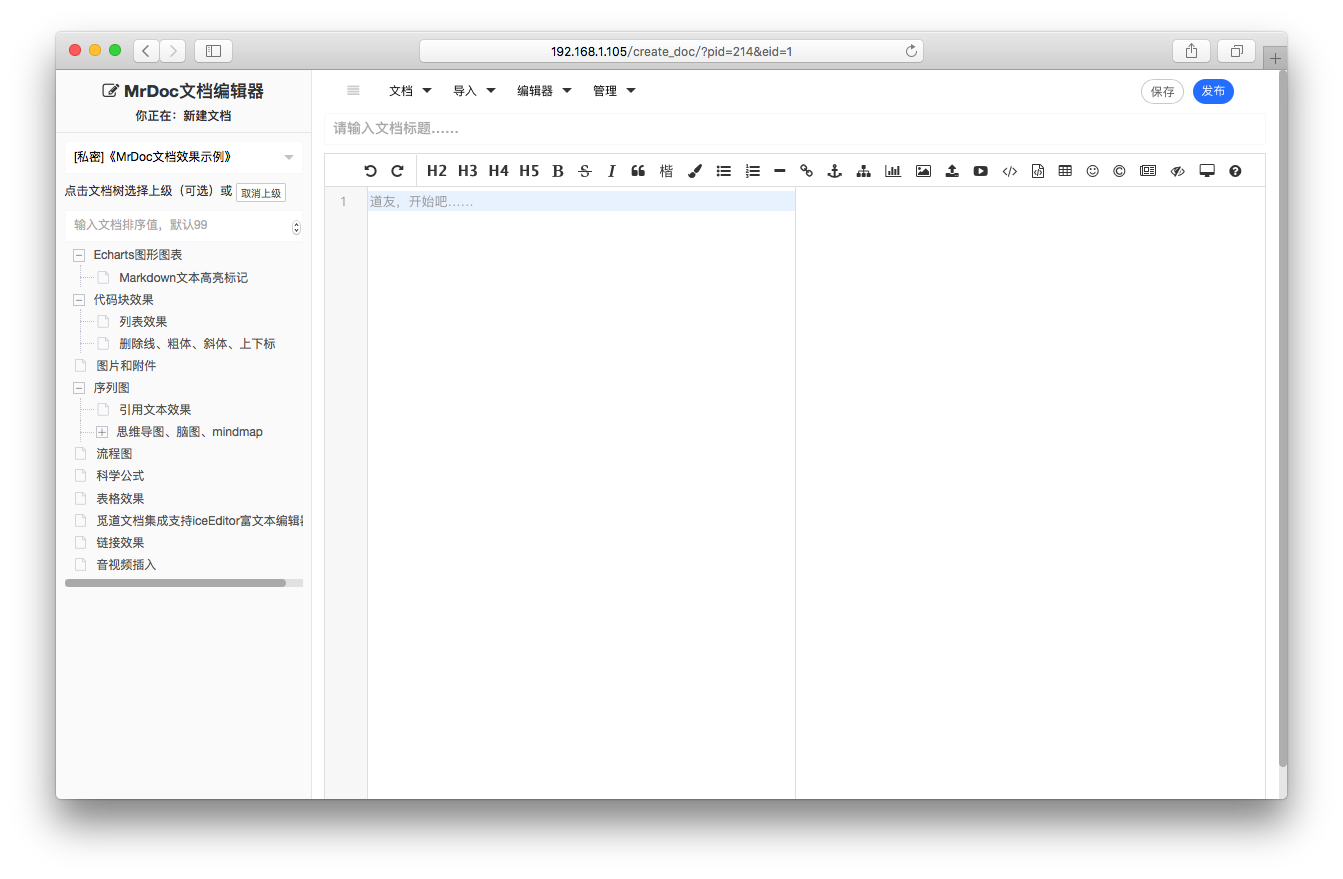 192.168.1.105/create_doc/?pid=214&eid=1
MrDoc文档编辑器
你正在：新建文档
[私密]《MrDoc文档效果示例》
点击文档树选择上级（可选）或 取消上级
输入文档排序值，默认99
Echarts图形图表
Markdown文本高亮标记
代码块效果
列表效果
删除线、粗体、斜体、上下标
图片和附件
序列图
引用文本效果
思维导图、脑图、mindmap
流程图
科学公式
表格效果
觅道文档集成支持iceEditor富文本编辑
链接效果
音视频插入
文档 导入 编辑器 管理 保存 发布
请输入文档标题……
H2 H3 H4 H5 B S I 楷
1 道友，开始吧……